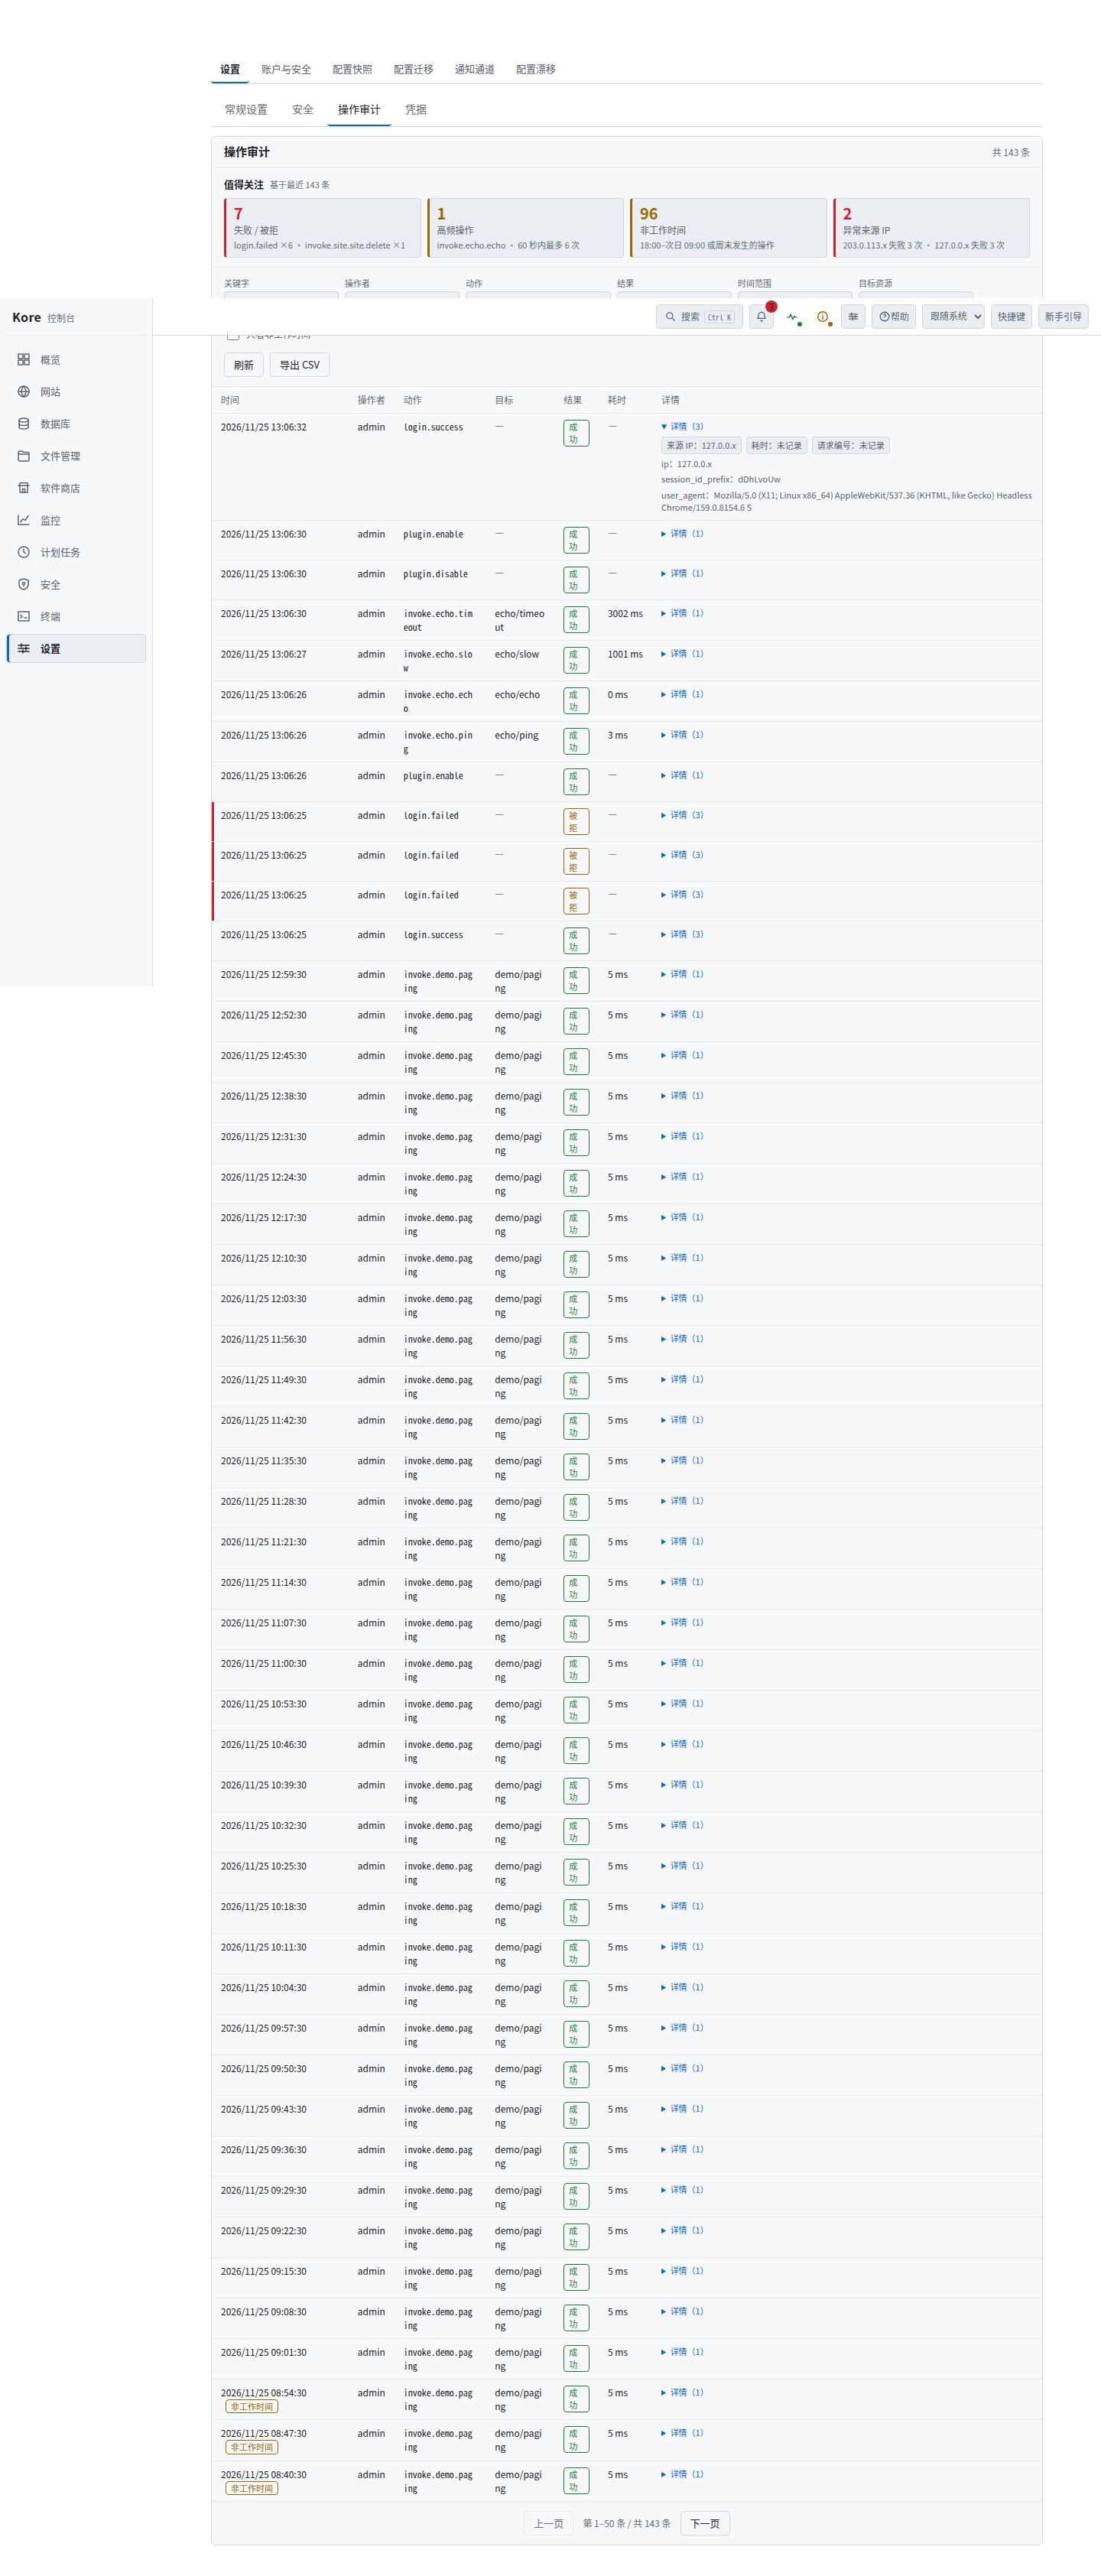 设置 账户与安全 配置快照 配置迁移 通知通道 配置漂移
常规设置 安全 操作审计 凭据
操作审计 共 143 条
值得关注 基于最近 143 条
7
失败 / 被拒
login.failed ×6 · invoke.site.site.delete ×1
1
高频操作
invoke.echo.echo · 60 秒内最多 6 次
96
非工作时间
18:00–次日 09:00 或周末发生的操作
2
异常来源 IP
203.0.113.x 失败 3 次 · 127.0.0.x 失败 3 次
关键字 操作者 动作 结果 时间范围 目标资源
Kore 控制台
搜索 Ctrl K 3 帮助 跟随系统 快捷键 新手引导
概览
网站
数据库
文件管理
软件商店
监控
计划任务
安全
终端
设置
刷新 导出 CSV
时间 操作者 动作 目标 结果 耗时 详情
2026/11/25 13:06:32 admin login.success — 成功 — 详情（3）
来源 IP：127.0.0.x 耗时：未记录 请求编号：未记录
ip：127.0.0.x
session_id_prefix：dDhLvoUw
user_agent：Mozilla/5.0 (X11; Linux x86_64) AppleWebKit/537.36 (KHTML, like Gecko) Headless
Chrome/159.0.8154.6 S
2026/11/25 13:06:30 admin plugin.enable — 成功 — 详情（1）
2026/11/25 13:06:30 admin plugin.disable — 成功 — 详情（1）
2026/11/25 13:06:30 admin invoke.echo.timeout echo/timeout 成功 3002 ms 详情（1）
2026/11/25 13:06:27 admin invoke.echo.slow echo/slow 成功 1001 ms 详情（1）
2026/11/25 13:06:26 admin invoke.echo.echo echo/echo 成功 0 ms 详情（1）
2026/11/25 13:06:26 admin invoke.echo.ping echo/ping 成功 3 ms 详情（1）
2026/11/25 13:06:26 admin plugin.enable — 成功 — 详情（1）
2026/11/25 13:06:25 admin login.failed — 被拒 — 详情（3）
2026/11/25 13:06:25 admin login.failed — 被拒 — 详情（3）
2026/11/25 13:06:25 admin login.failed — 被拒 — 详情（3）
2026/11/25 13:06:25 admin login.success — 成功 — 详情（3）
2026/11/25 12:59:30 admin invoke.demo.paging demo/paging 成功 5 ms 详情（1）
2026/11/25 12:52:30 admin invoke.demo.paging demo/paging 成功 5 ms 详情（1）
2026/11/25 12:45:30 admin invoke.demo.paging demo/paging 成功 5 ms 详情（1）
2026/11/25 12:38:30 admin invoke.demo.paging demo/paging 成功 5 ms 详情（1）
2026/11/25 12:31:30 admin invoke.demo.paging demo/paging 成功 5 ms 详情（1）
2026/11/25 12:24:30 admin invoke.demo.paging demo/paging 成功 5 ms 详情（1）
2026/11/25 12:17:30 admin invoke.demo.paging demo/paging 成功 5 ms 详情（1）
2026/11/25 12:10:30 admin invoke.demo.paging demo/paging 成功 5 ms 详情（1）
2026/11/25 12:03:30 admin invoke.demo.paging demo/paging 成功 5 ms 详情（1）
2026/11/25 11:56:30 admin invoke.demo.paging demo/paging 成功 5 ms 详情（1）
2026/11/25 11:49:30 admin invoke.demo.paging demo/paging 成功 5 ms 详情（1）
2026/11/25 11:42:30 admin invoke.demo.paging demo/paging 成功 5 ms 详情（1）
2026/11/25 11:35:30 admin invoke.demo.paging demo/paging 成功 5 ms 详情（1）
2026/11/25 11:28:30 admin invoke.demo.paging demo/paging 成功 5 ms 详情（1）
2026/11/25 11:21:30 admin invoke.demo.paging demo/paging 成功 5 ms 详情（1）
2026/11/25 11:14:30 admin invoke.demo.paging demo/paging 成功 5 ms 详情（1）
2026/11/25 11:07:30 admin invoke.demo.paging demo/paging 成功 5 ms 详情（1）
2026/11/25 11:00:30 admin invoke.demo.paging demo/paging 成功 5 ms 详情（1）
2026/11/25 10:53:30 admin invoke.demo.paging demo/paging 成功 5 ms 详情（1）
2026/11/25 10:46:30 admin invoke.demo.paging demo/paging 成功 5 ms 详情（1）
2026/11/25 10:39:30 admin invoke.demo.paging demo/paging 成功 5 ms 详情（1）
2026/11/25 10:32:30 admin invoke.demo.paging demo/paging 成功 5 ms 详情（1）
2026/11/25 10:25:30 admin invoke.demo.paging demo/paging 成功 5 ms 详情（1）
2026/11/25 10:18:30 admin invoke.demo.paging demo/paging 成功 5 ms 详情（1）
2026/11/25 10:11:30 admin invoke.demo.paging demo/paging 成功 5 ms 详情（1）
2026/11/25 10:04:30 admin invoke.demo.paging demo/paging 成功 5 ms 详情（1）
2026/11/25 09:57:30 admin invoke.demo.paging demo/paging 成功 5 ms 详情（1）
2026/11/25 09:50:30 admin invoke.demo.paging demo/paging 成功 5 ms 详情（1）
2026/11/25 09:43:30 admin invoke.demo.paging demo/paging 成功 5 ms 详情（1）
2026/11/25 09:36:30 admin invoke.demo.paging demo/paging 成功 5 ms 详情（1）
2026/11/25 09:29:30 admin invoke.demo.paging demo/paging 成功 5 ms 详情（1）
2026/11/25 09:22:30 admin invoke.demo.paging demo/paging 成功 5 ms 详情（1）
2026/11/25 09:15:30 admin invoke.demo.paging demo/paging 成功 5 ms 详情（1）
2026/11/25 09:08:30 admin invoke.demo.paging demo/paging 成功 5 ms 详情（1）
2026/11/25 09:01:30 admin invoke.demo.paging demo/paging 成功 5 ms 详情（1）
2026/11/25 08:54:30 非工作时间 admin invoke.demo.paging demo/paging 成功 5 ms 详情（1）
2026/11/25 08:47:30 非工作时间 admin invoke.demo.paging demo/paging 成功 5 ms 详情（1）
2026/11/25 08:40:30 非工作时间 admin invoke.demo.paging demo/paging 成功 5 ms 详情（1）
上一页 第 1–50 条 / 共 143 条 下一页